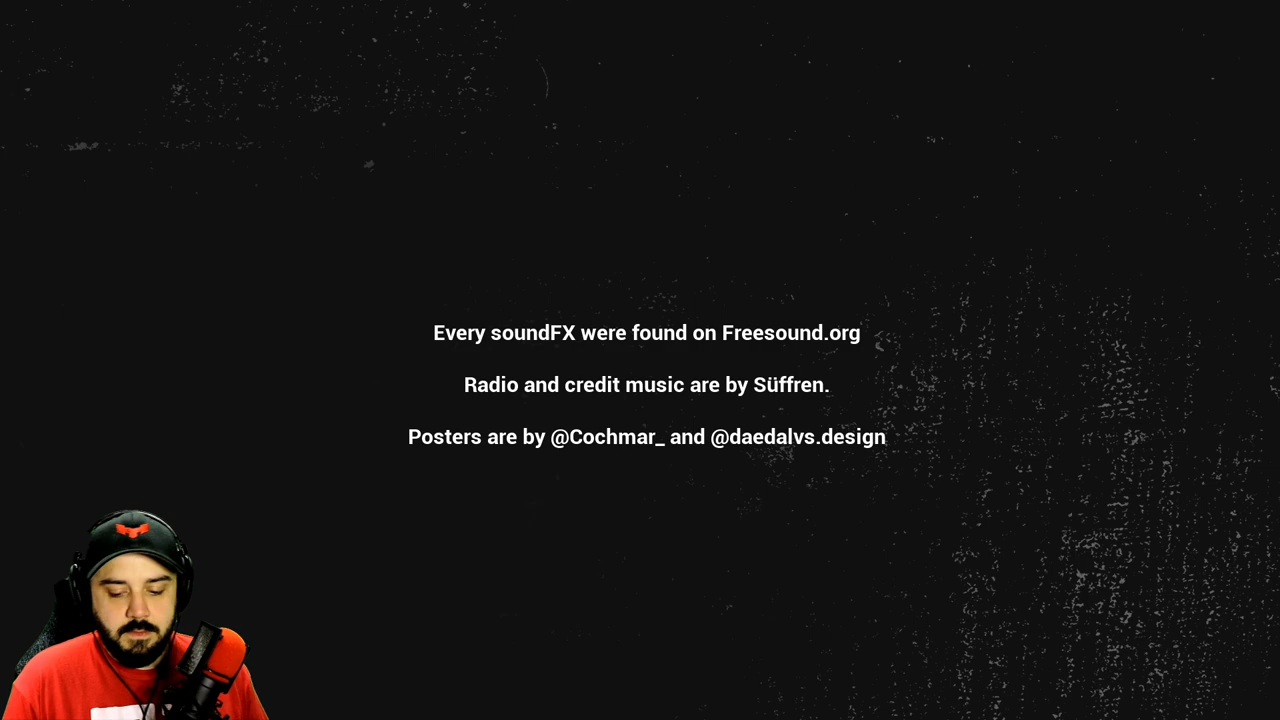 Every soundFX were found on Freesound.org
Radio and credit music are by Süffren.
Posters are by @Cochmar_ and @daedalvs.design